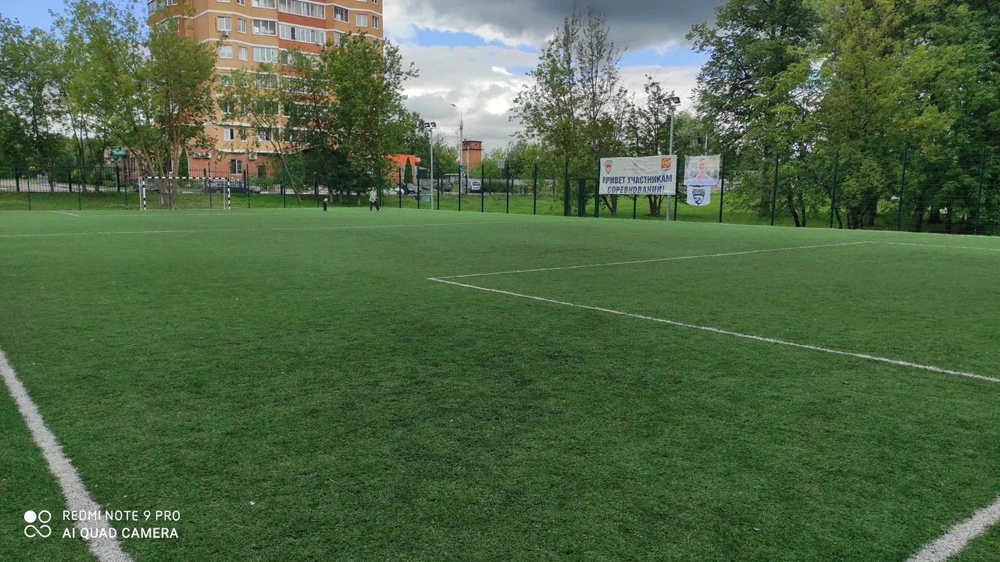 ПРИВЕТ УЧАСТНИКАМ
СОРЕВНОВАНИЙ!
REDMI NOTE 9 PRO
AI QUAD CAMERA